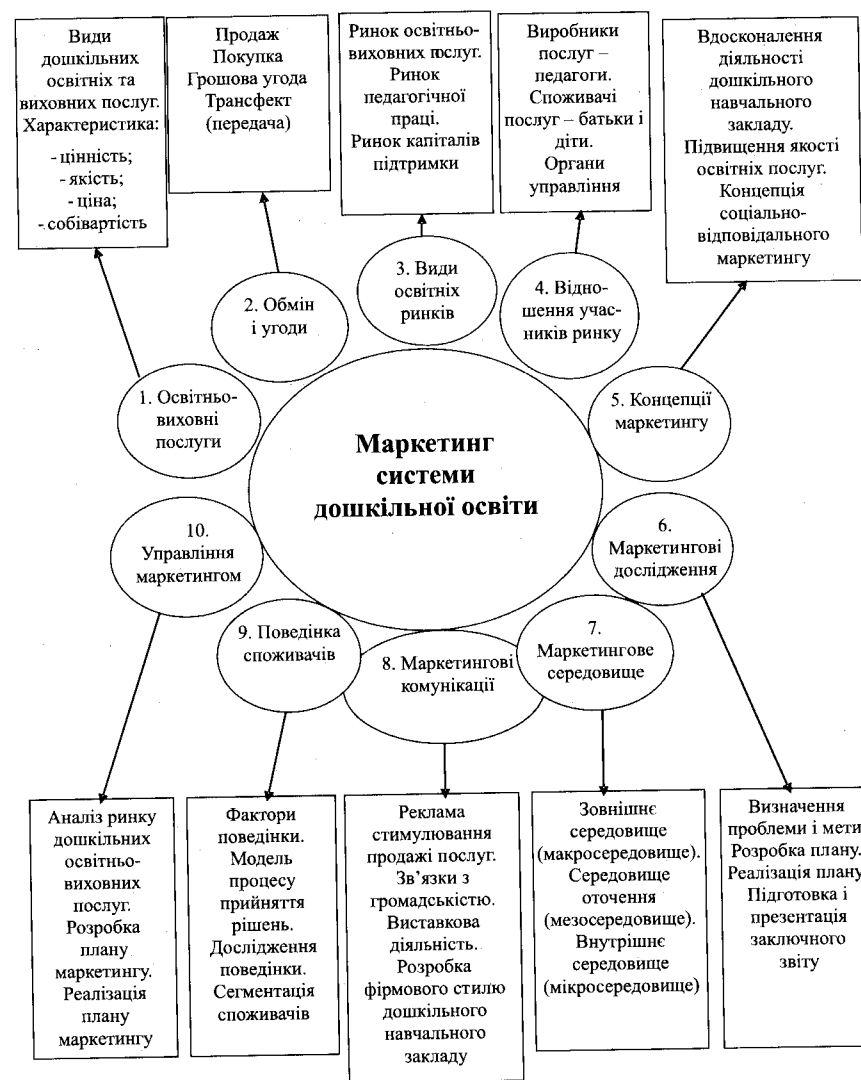 Види
дошкільних
освітніх та
виховних послуг.
Характеристика:
- цінність;
- якість;
- ціна;
- собівартість
Продаж
Покупка
Грошова угода
Трансфект
(передача)
Ринок освітньо-
виховних послуг.
Ринок
педагогічної
праці.
Ринок капіталів
підтримки
Виробники
послуг –
педагоги.
Споживачі
послуг – батьки і
діти.
Органи
управління
Вдосконалення
діяльності
дошкільного
навчального
закладу.
Підвищення якості
освітніх послуг.
Концепція
соціально-
відповідального
маркетингу
1. Освітньо-
виховні
послуги
2. Обмін
і угоди
3. Види
освітніх
ринків
4. Відно-
шення учас-
ників ринку
5. Концепції
маркетингу
Маркетинг
системи
дошкільної освіти
6.
Маркетингові
дослідження
7.
Маркетингове
середовище
8. Маркетингові
комунікації
9. Поведінка
споживачів
10.
Управління
маркетингом
Аналіз ринку
дошкільних
освітньо-
виховних
послуг.
Розробка
плану
маркетингу.
Реалізація
плану
маркетингу
Фактори
поведінки.
Модель
процесу
прийняття
рішень.
Дослідження
поведінки.
Сегментація
споживачів
Реклама
стимулювання
продажі послуг.
Зв’язки з
громадськістю.
Виставкова
діяльність.
Розробка
фірмового стилю
дошкільного
навчального
закладу
Зовнішнє
середовище
(макросередовище).
Середовище
оточення
(мезосередовище).
Внутрішнє
середовище
(мікросередовище)
Визначення
проблеми і мети.
Розробка плану.
Реалізація плану.
Підготовка і
презентація
заключного
звіту